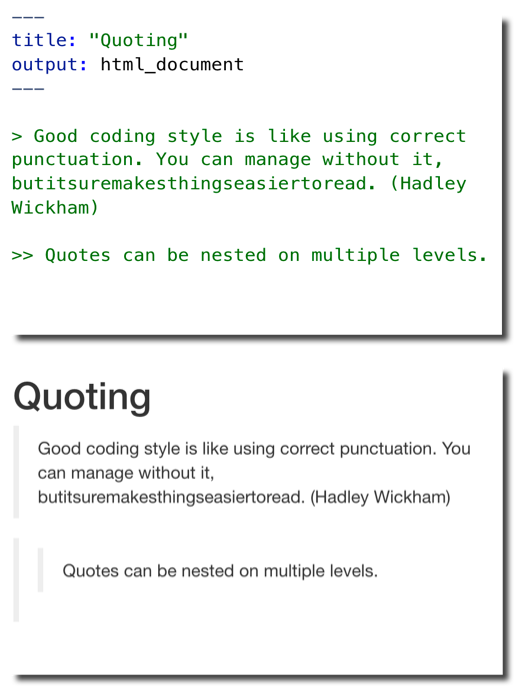 ---
title: "Quoting"
output: html_document
---
> Good coding style is like using correct
punctuation. You can manage without it,
butitsuremakesthingseasiertoread. (Hadley
Wickham)
>> Quotes can be nested on multiple levels.
Quoting
Good coding style is like using correct punctuation. You
can manage without it,
butitsuremakesthingseasiertoread. (Hadley Wickham)
Quotes can be nested on multiple levels.